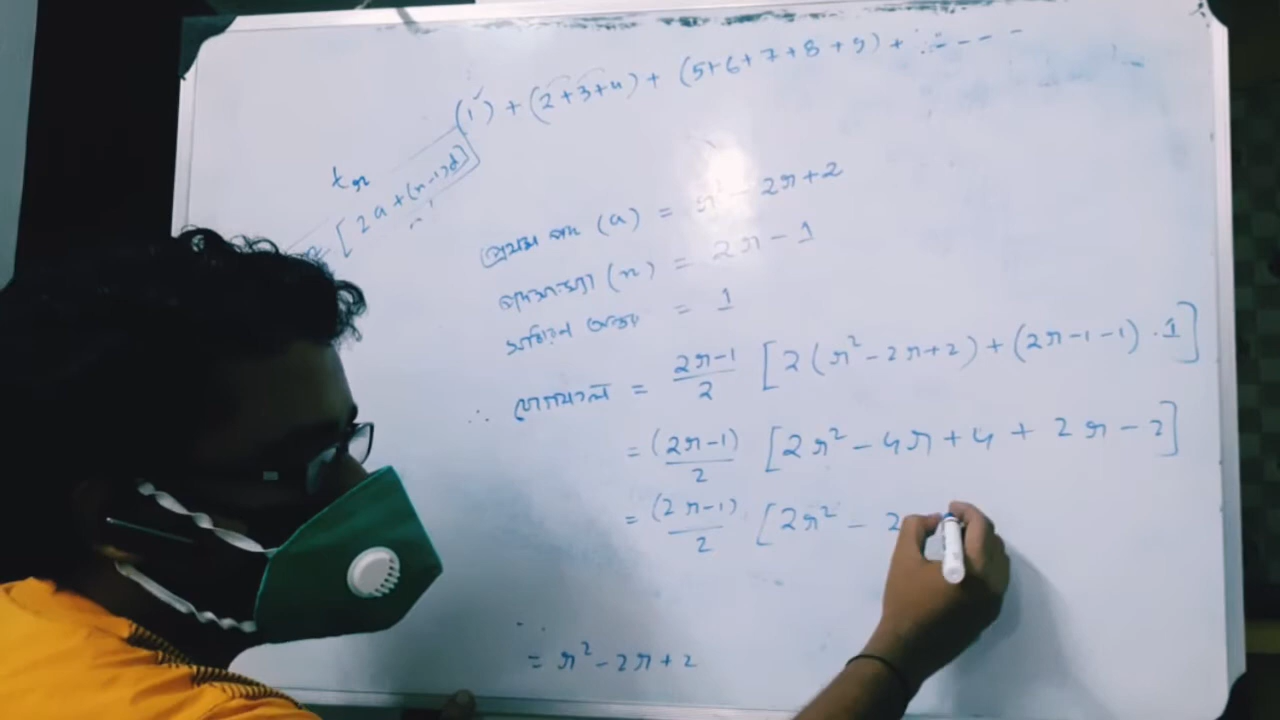 (1) + (2+3+4) + (5+6+7+8+9) + ----
tₙ
[2a + (n-1)d]
প্রথম পদ (a) = n² - 2n + 2
পদসংখ্যা (n) = 2n - 1
সাধারণ অন্তর = 1
∴ যোগফল = (2n-1)/2 [2(n² - 2n + 2) + (2n-1-1) . 1]
= (2n-1)/2 [2n² - 4n + 4 + 2n - 2]
= (2n-1)/2 [2n² - 2
= n² - 2n + 2